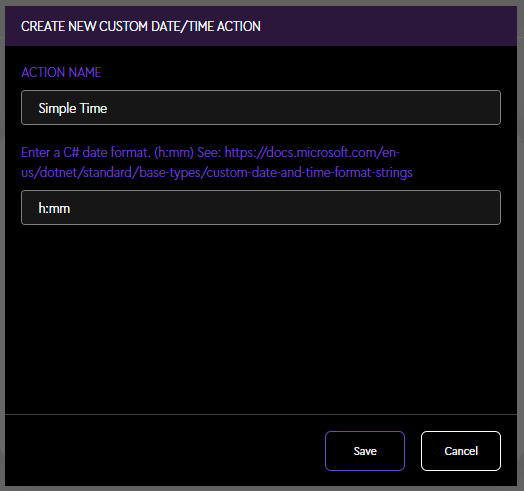 CREATE NEW CUSTOM DATE/TIME ACTION
ACTION NAME
Simple Time
Enter a C# date format. (h:mm) See: https://docs.microsoft.com/en-
us/dotnet/standard/base-types/custom-date-and-time-format-strings
h:mm
Save
Cancel